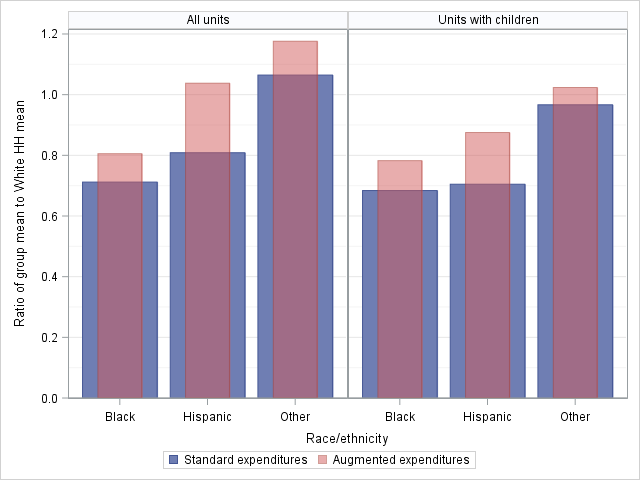 All units
Units with children
1.2
1.0
0.8
0.6
0.4
0.2
0.0
Ratio of group mean to White HH mean
Black Hispanic Other Black Hispanic Other
Race/ethnicity
Standard expenditures Augmented expenditures